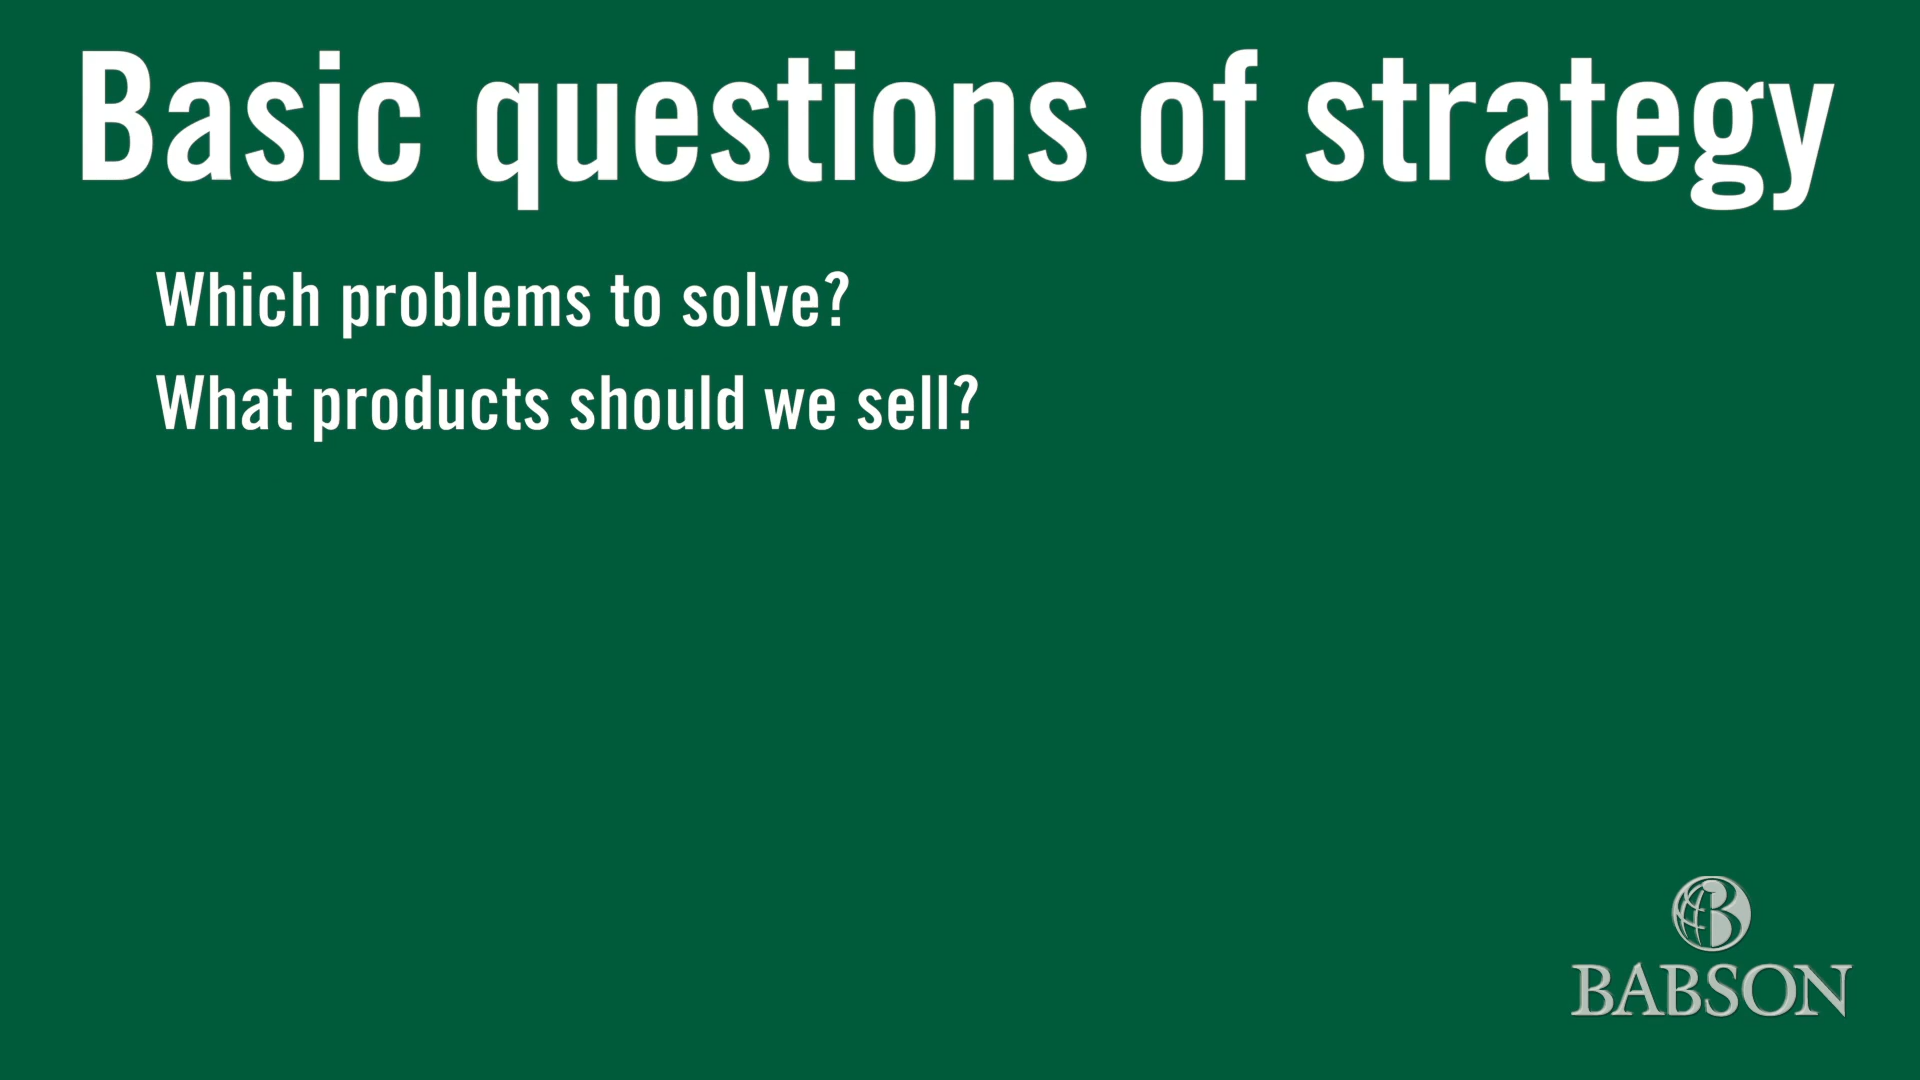 Basic questions of strategy
Which problems to solve?
What products should we sell?
BABSON